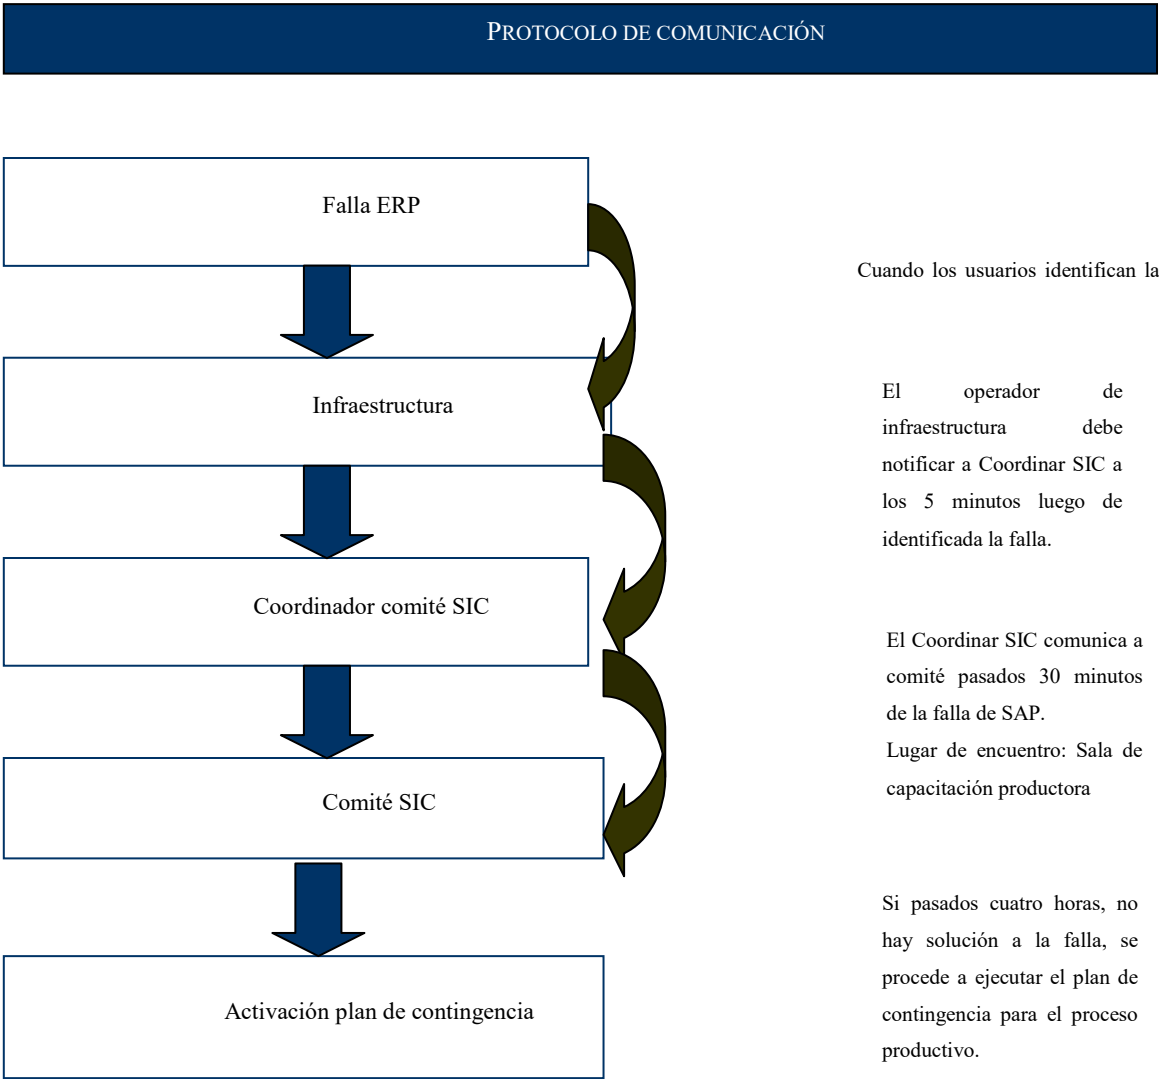 PROTOCOLO DE COMUNICACIÓN
Falla ERP
Cuando los usuarios identifican la
Infraestructura
El operador de
infraestructura debe
notificar a Coordinar SIC a
los 5 minutos luego de
identificada la falla.
Coordinador comité SIC
El Coordinar SIC comunica a
comité pasados 30 minutos
de la falla de SAP.
Lugar de encuentro: Sala de
capacitación productora
Comité SIC
Si pasados cuatro horas, no
hay solución a la falla, se
procede a ejecutar el plan de
contingencia para el proceso
productivo.
Activación plan de contingencia